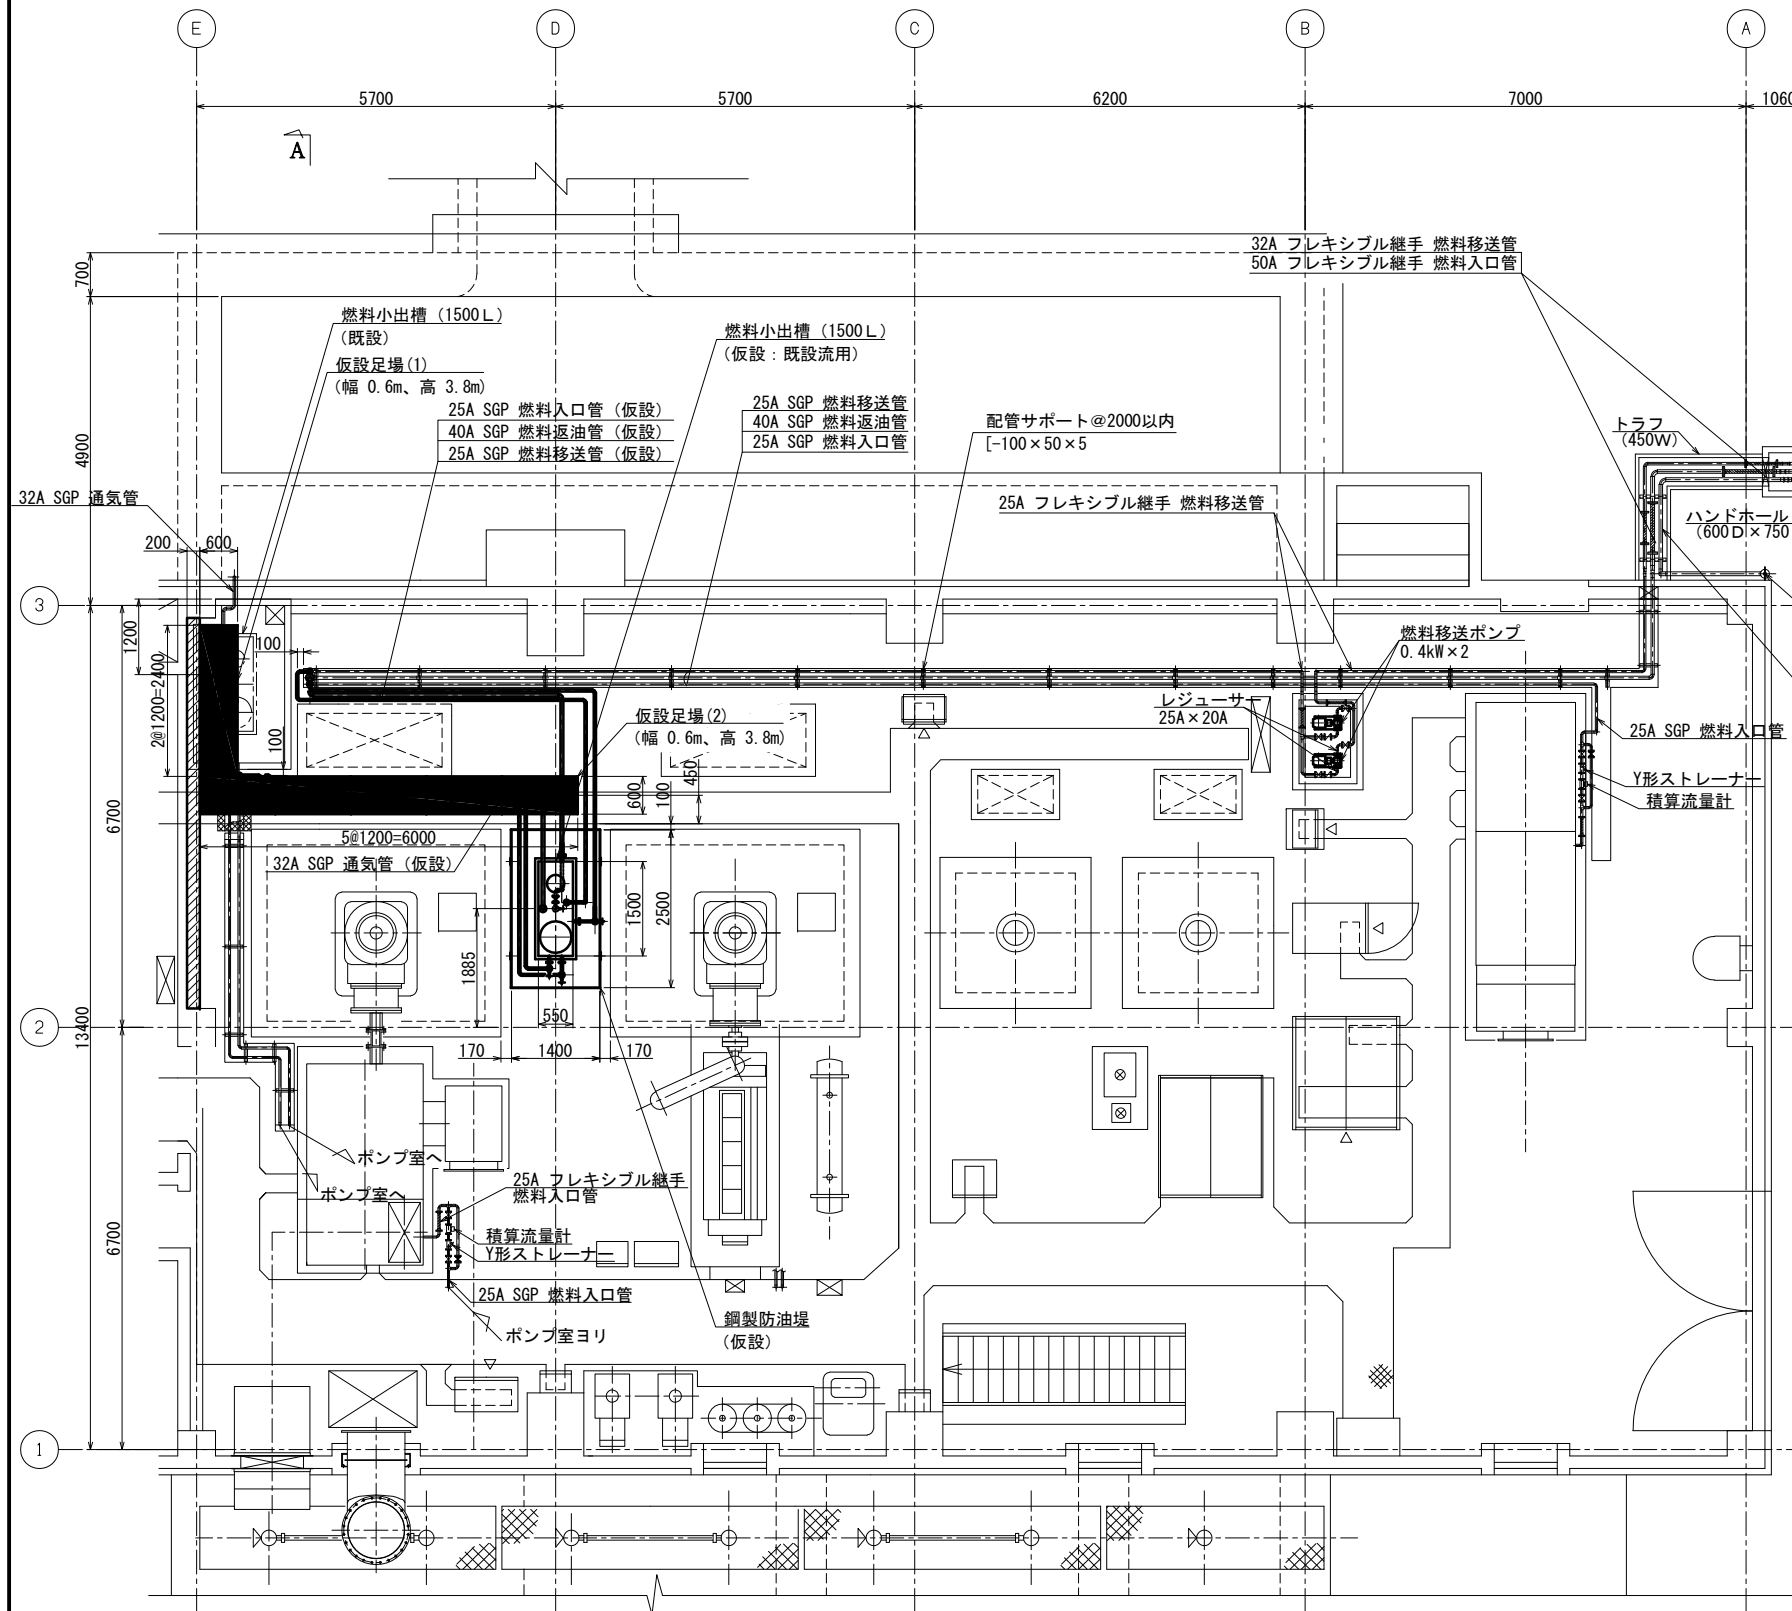 E
D
C
B
A
5700
5700
6200
7000
1060
A
32A フレキシブル継手 燃料移送管
50A フレキシブル継手 燃料入口管
700
燃料小出槽 (1500L)
(既設)
燃料小出槽 (1500L)
(仮設：既設流用)
仮設足場(1)
(幅 0.6m、高 3.8m)
25A SGP 燃料入口管 (仮設)
40A SGP 燃料返油管 (仮設)
25A SGP 燃料移送管 (仮設)
25A SGP 燃料移送管
40A SGP 燃料返油管
25A SGP 燃料入口管
配管サポート@2000以内
[-100×50×5
トラフ
(450W)
4900
32A SGP 通気管
25A フレキシブル継手 燃料移送管
ハンドホール
(600D×750
200
600
3
1200
2@1200=2400
100
燃料移送ポンプ
0.4kW×2
レジューサー
25A×20A
仮設足場(2)
(幅 0.6m、高 3.8m)
25A SGP 燃料入口管
100
450
600
100
Y形ストレーナー
積算流量計
6700
5@1200=6000
32A SGP 通気管 (仮設)
1500
2500
1885
550
2
13400
170
1400
170
ポンプ室へ
ポンプ室へ
25A フレキシブル継手
燃料入口管
積算流量計
Y形ストレーナー
6700
25A SGP 燃料入口管
ポンプ室ヨリ
鋼製防油堤
(仮設)
1